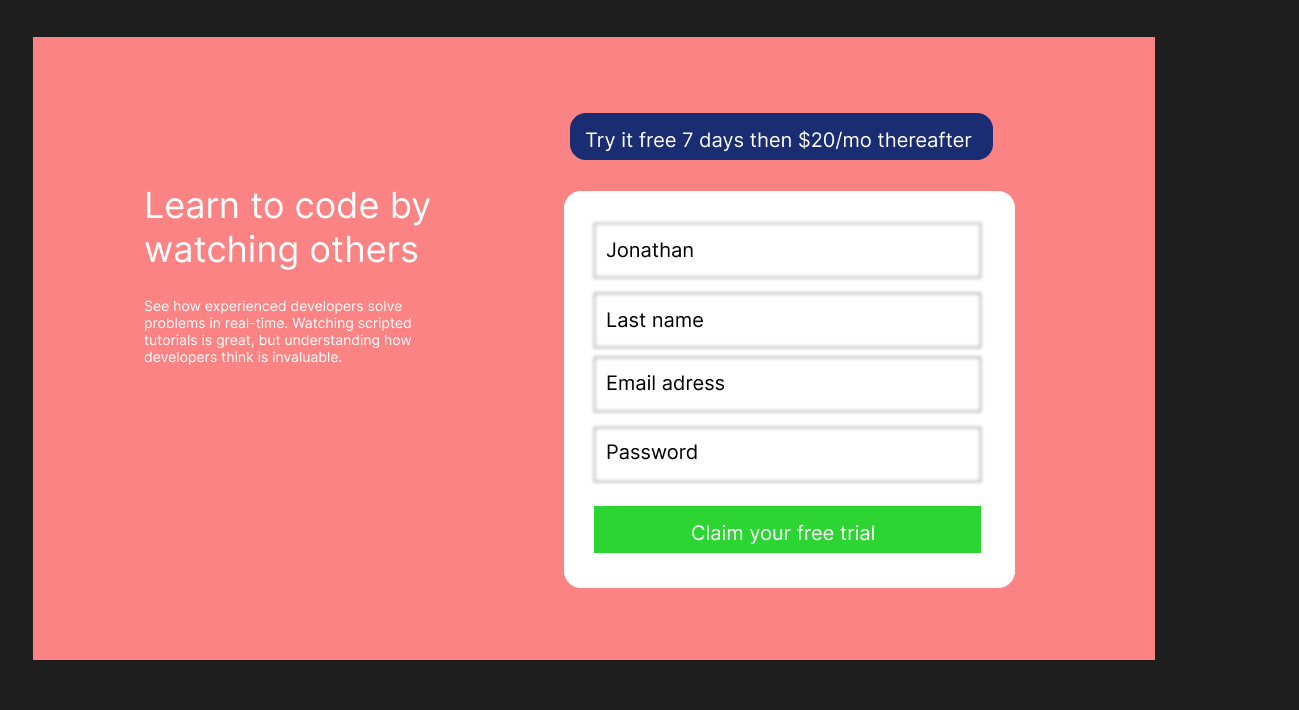 Learn to code by
watching others
See how experienced developers solve
problems in real-time. Watching scripted
tutorials is great, but understanding how
developers think is invaluable.
Try it free 7 days then $20/mo thereafter
Jonathan
Last name
Email adress
Password
Claim your free trial